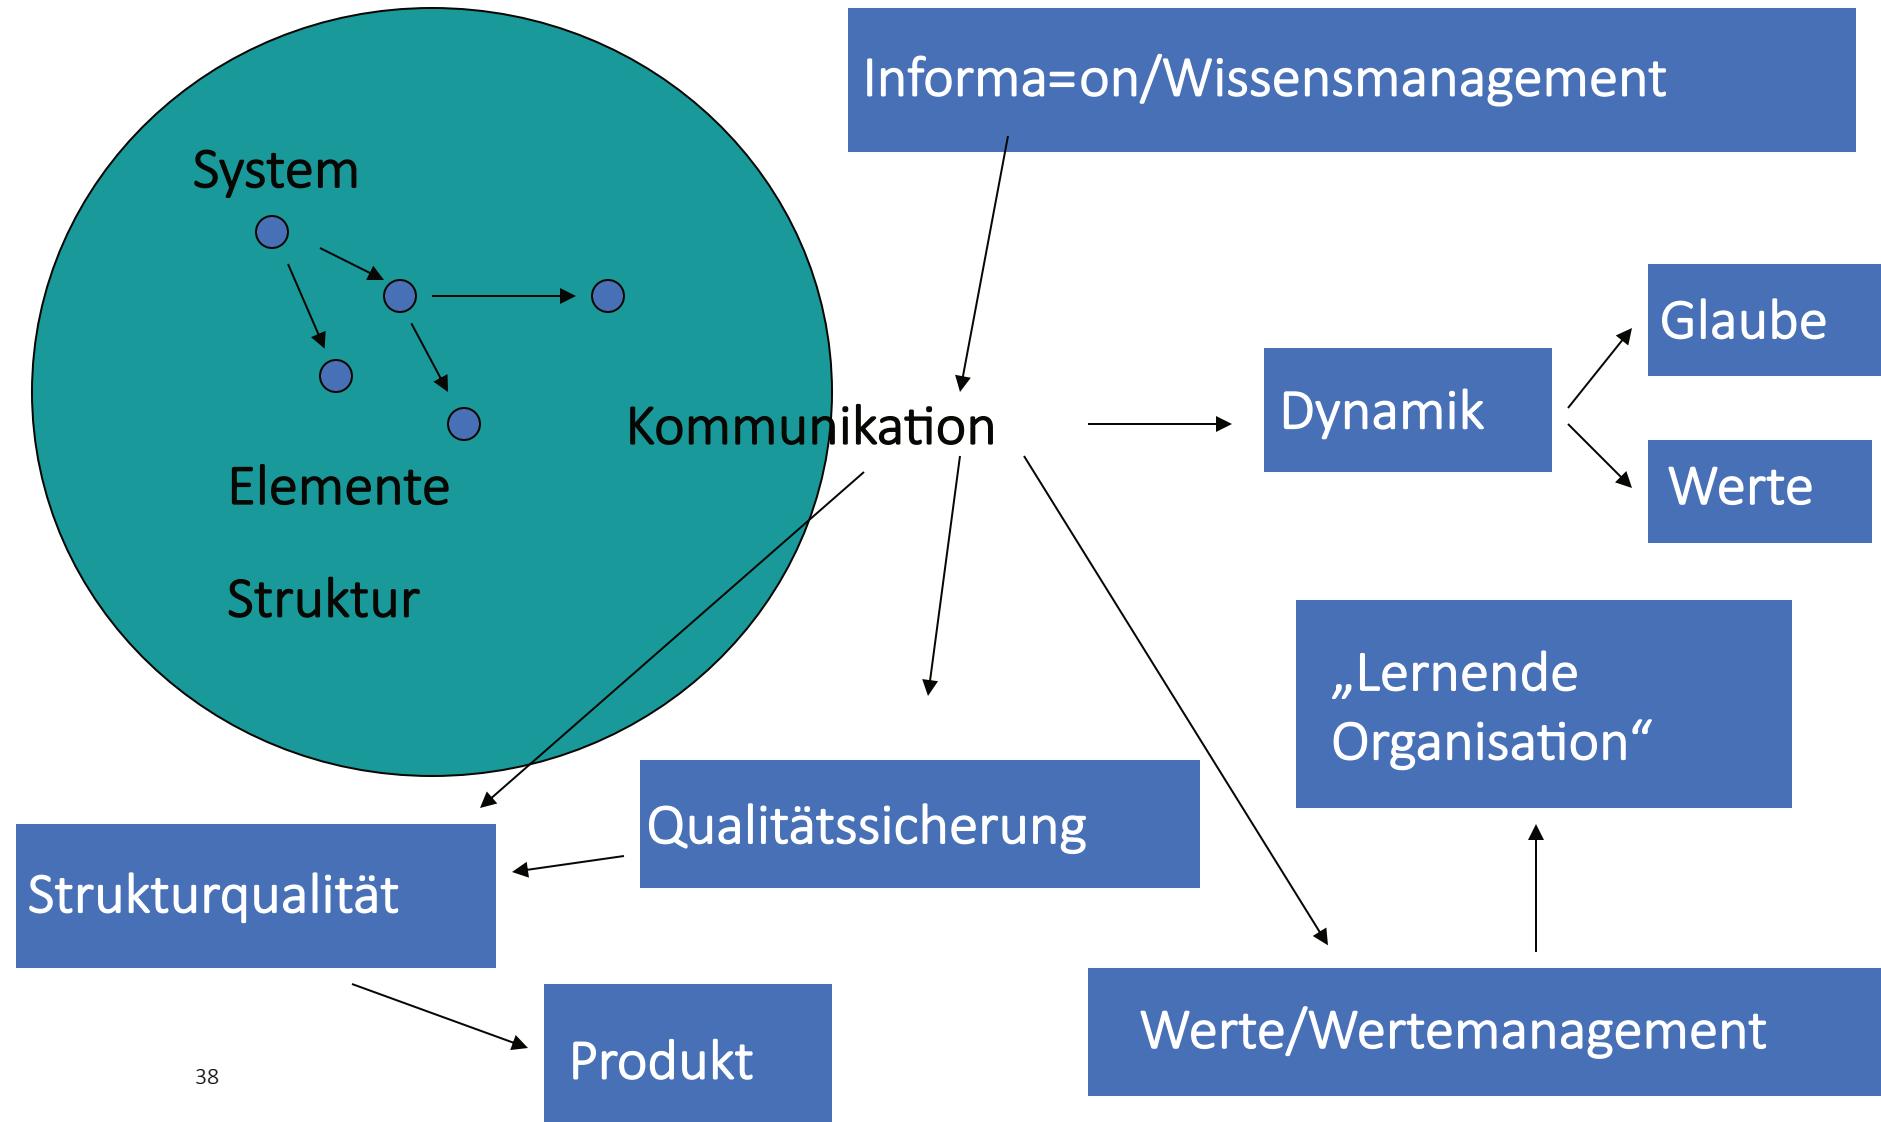 Informa=on/Wissensmanagement
System
Glaube
Dynamik
Kommunikation
Werte
Elemente
Struktur
„Lernende
Organisation“
Qualitätssicherung
Strukturqualität
Werte/Wertemanagement
Produkt
38